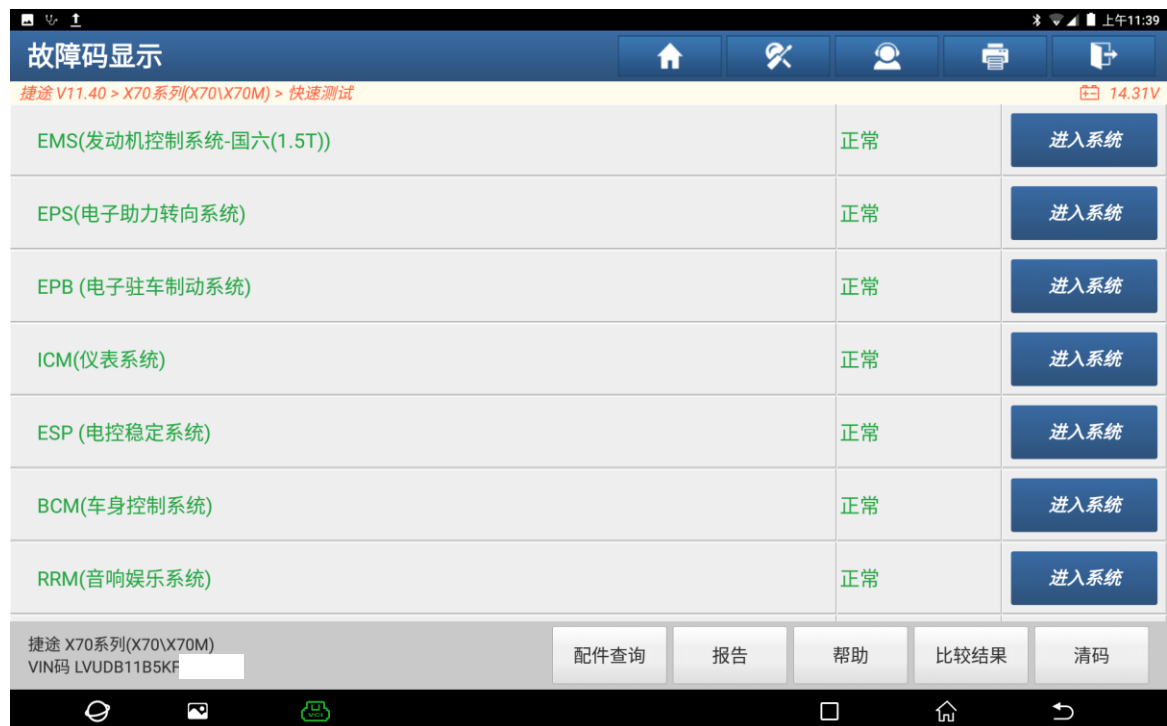 上午11:39
故障码显示
捷途 V11.40 > X70系列(X70\X70M) > 快速测试 14.31V
EMS(发动机控制系统-国六(1.5T)) 正常 进入系统
EPS(电子助力转向系统) 正常 进入系统
EPB (电子驻车制动系统) 正常 进入系统
ICM(仪表系统) 正常 进入系统
ESP (电控稳定系统) 正常 进入系统
BCM(车身控制系统) 正常 进入系统
RRM(音响娱乐系统) 正常 进入系统
捷途 X70系列(X70\X70M)
VIN码 LVUDB11B5KF
配件查询 报告 帮助 比较结果 清码
VCI